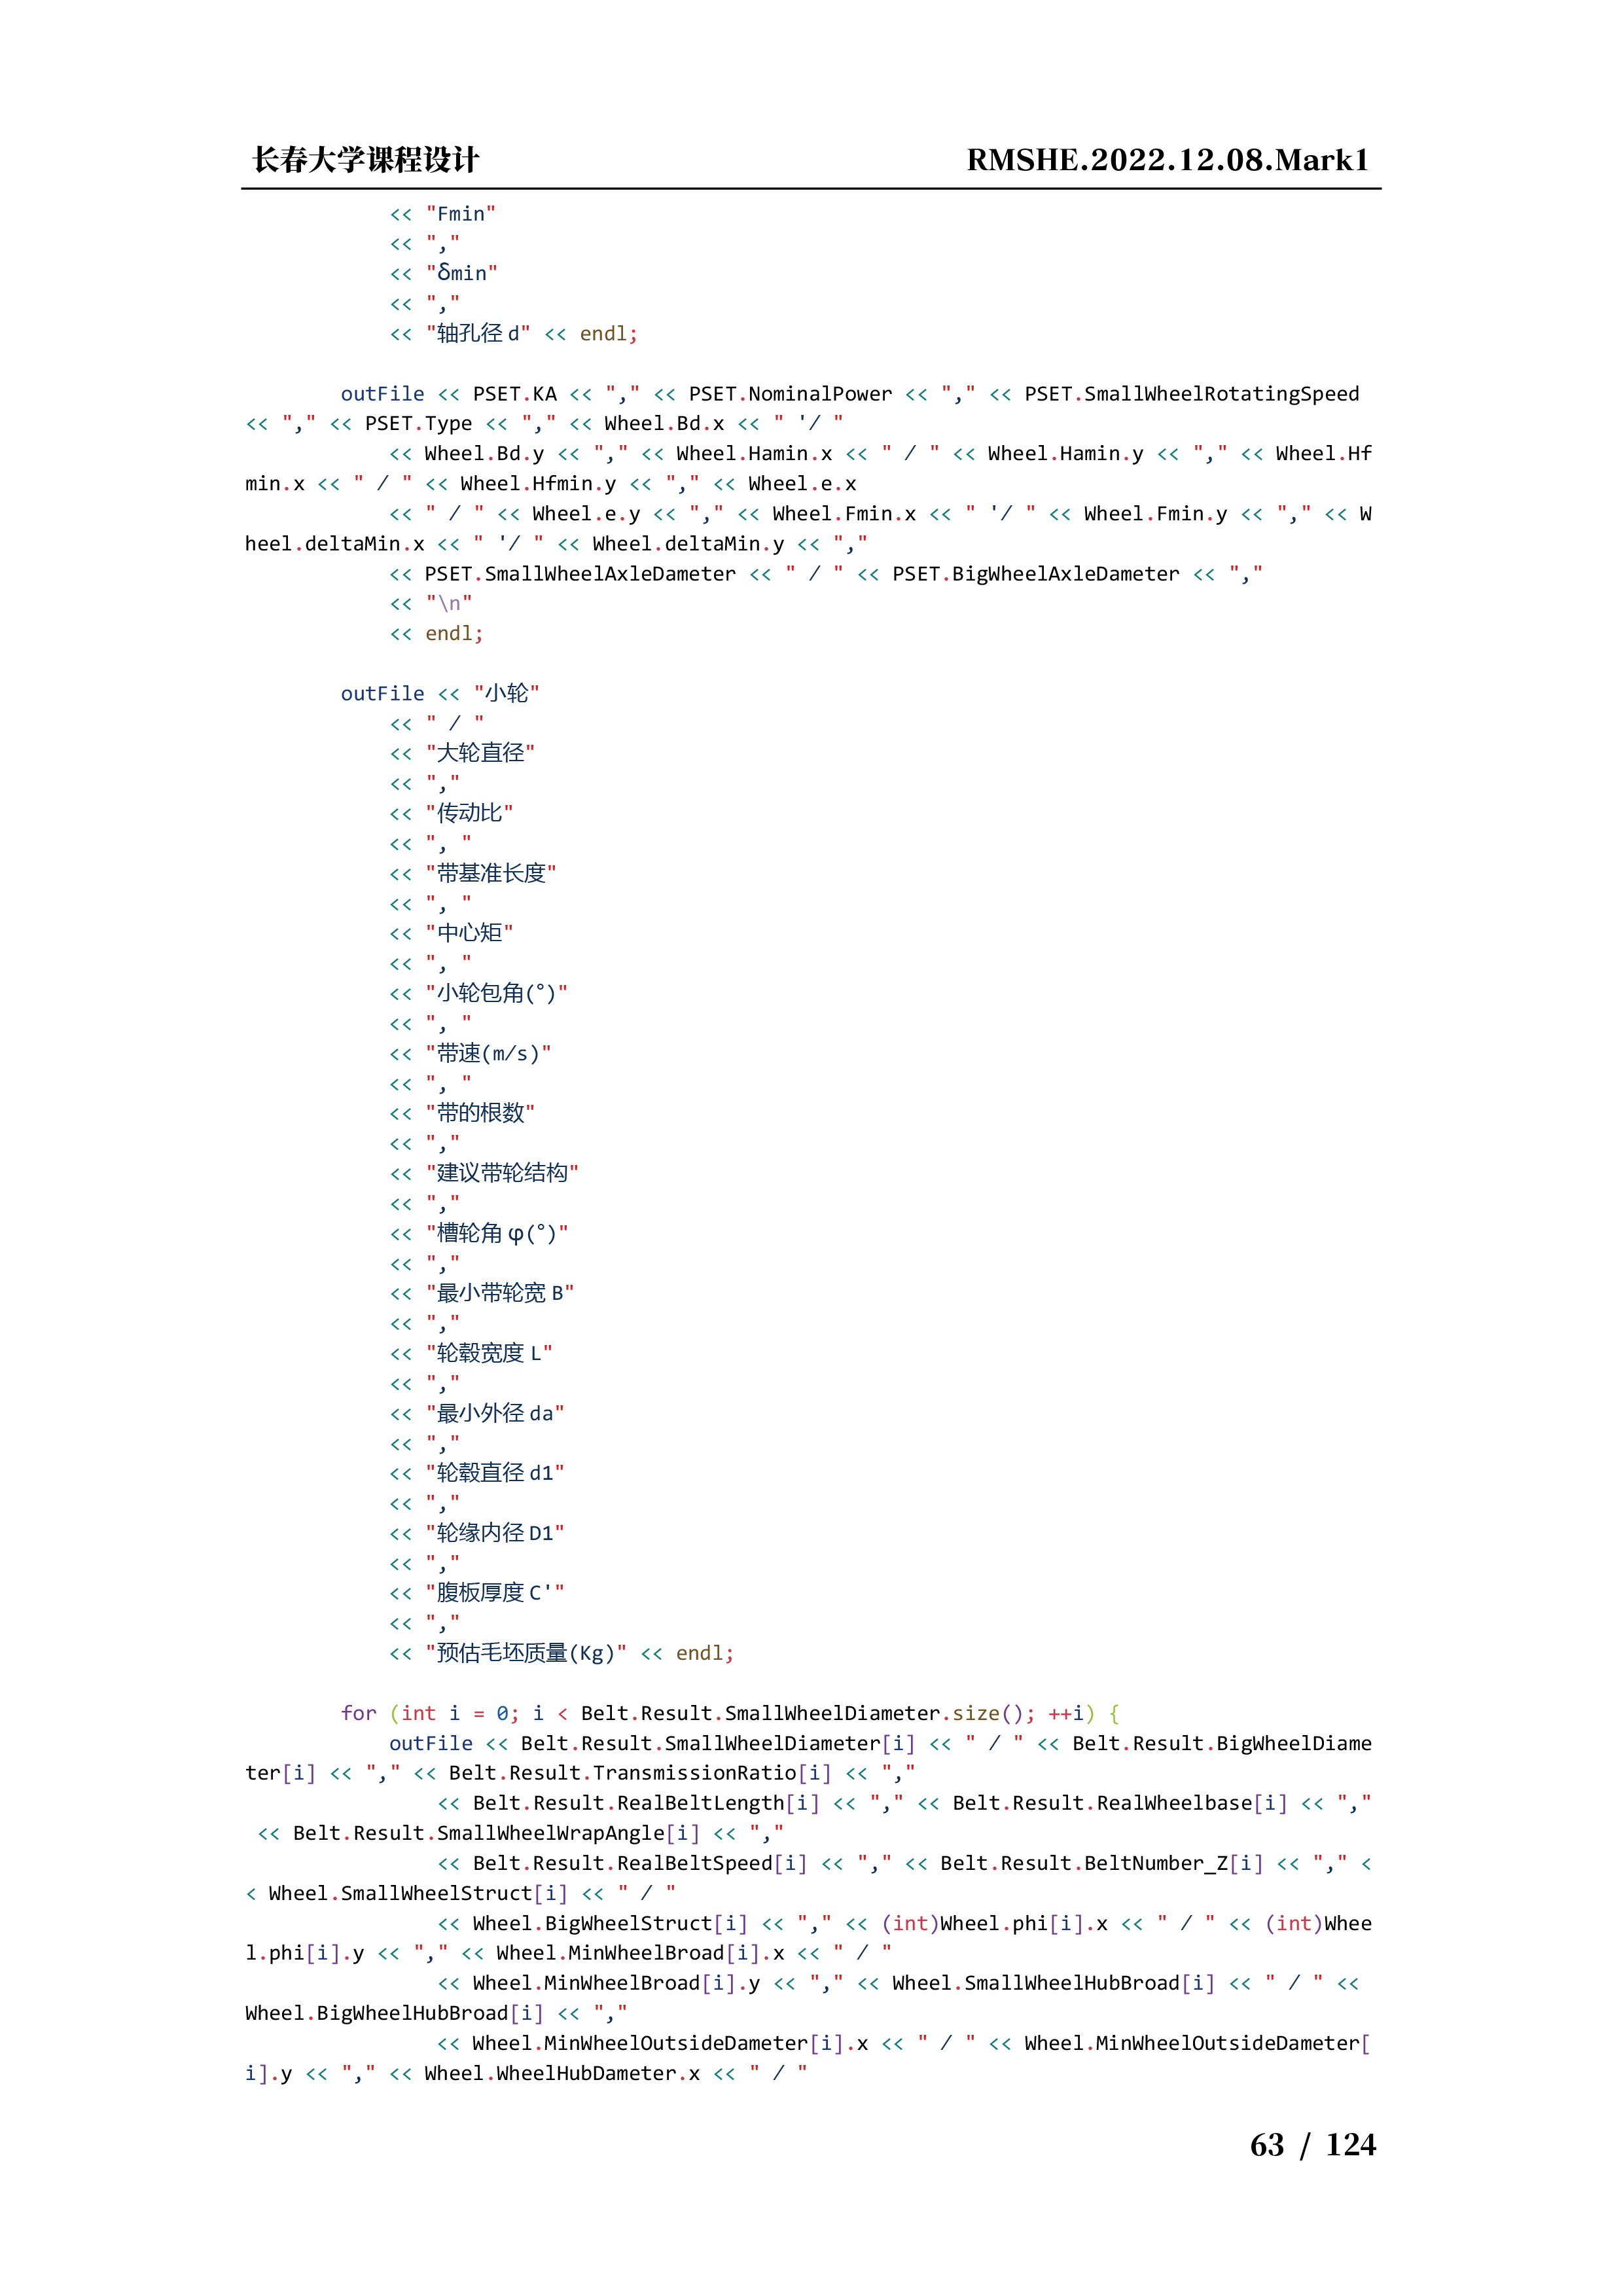 长春大学课程设计 RMSHE.2022.12.08.Mark1
            << "Fmin"
            << ","
            << "δmin"
            << ","
            << "轴孔径 d" << endl;
        outFile << PSET.KA << "," << PSET.NominalPower << "," << PSET.SmallWheelRotatingSpeed
<< "," << PSET.Type << "," << Wheel.Bd.x << " '/ "
            << Wheel.Bd.y << "," << Wheel.Hamin.x << " / " << Wheel.Hamin.y << "," << Wheel.Hf
min.x << " / " << Wheel.Hfmin.y << "," << Wheel.e.x
            << " / " << Wheel.e.y << "," << Wheel.Fmin.x << " '/ " << Wheel.Fmin.y << "," << W
heel.deltaMin.x << " '/ " << Wheel.deltaMin.y << ","
            << PSET.SmallWheelAxleDameter << " / " << PSET.BigWheelAxleDameter << ","
            << "\n"
            << endl;
        outFile << "小轮"
            << " / "
            << "大轮直径"
            << ","
            << "传动比"
            << ", "
            << "带基准长度"
            << ", "
            << "中心矩"
            << ", "
            << "小轮包角(°)"
            << ", "
            << "带速(m/s)"
            << ", "
            << "带的根数"
            << ","
            << "建议带轮结构"
            << ","
            << "槽轮角 φ(°)"
            << ","
            << "最小带轮宽 B"
            << ","
            << "轮毂宽度 L"
            << ","
            << "最小外径 da"
            << ","
            << "轮毂直径 d1"
            << ","
            << "轮缘内径 D1"
            << ","
            << "腹板厚度 C'"
            << ","
            << "预估毛坯质量(Kg)" << endl;
        for (int i = 0; i < Belt.Result.SmallWheelDiameter.size(); ++i) {
            outFile << Belt.Result.SmallWheelDiameter[i] << " / " << Belt.Result.BigWheelDiame
ter[i] << "," << Belt.Result.TransmissionRatio[i] << ","
                << Belt.Result.RealBeltLength[i] << "," << Belt.Result.RealWheelbase[i] << ","
 << Belt.Result.SmallWheelWrapAngle[i] << ","
                << Belt.Result.RealBeltSpeed[i] << "," << Belt.Result.BeltNumber_Z[i] << "," <
< Wheel.SmallWheelStruct[i] << " / "
                << Wheel.BigWheelStruct[i] << "," << (int)Wheel.phi[i].x << " / " << (int)Whee
l.phi[i].y << "," << Wheel.MinWheelBroad[i].x << " / "
                << Wheel.MinWheelBroad[i].y << "," << Wheel.SmallWheelHubBroad[i] << " / " <<
Wheel.BigWheelHubBroad[i] << ","
                << Wheel.MinWheelOutsideDameter[i].x << " / " << Wheel.MinWheelOutsideDameter[
i].y << "," << Wheel.WheelHubDameter.x << " / "
63 / 124